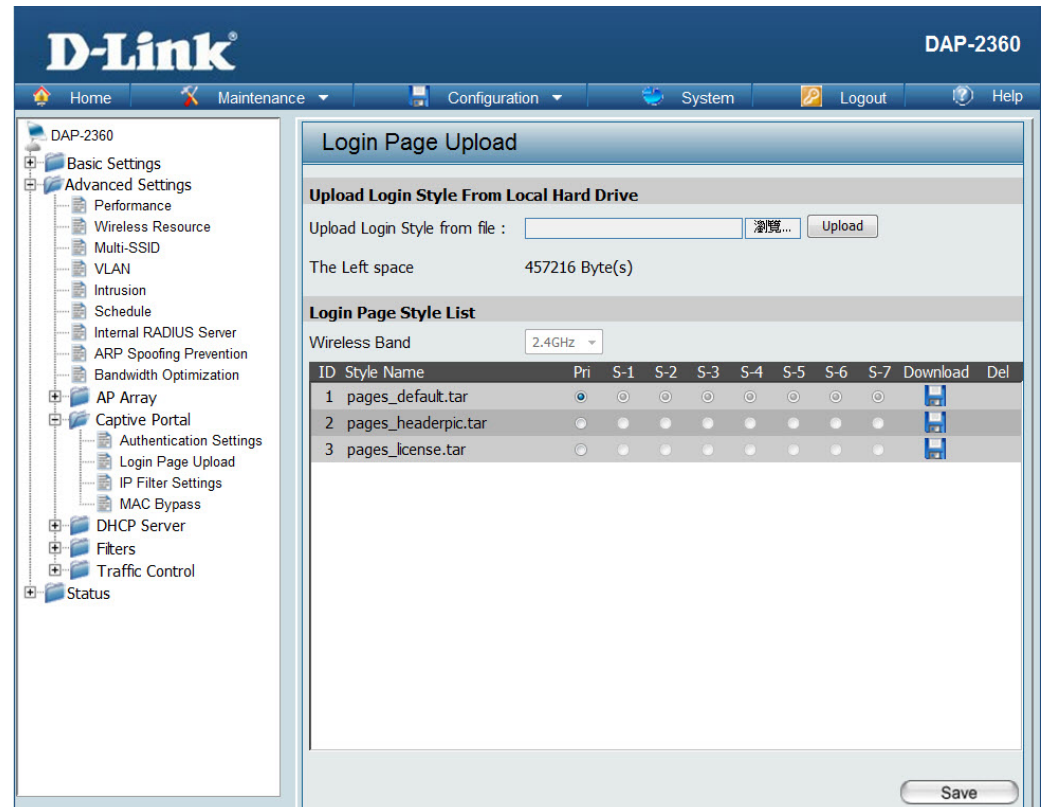 D-Link®
DAP-2360
Home Maintenance Configuration System Logout Help
DAP-2360
Basic Settings
Advanced Settings
Performance
Wireless Resource
Multi-SSID
VLAN
Intrusion
Schedule
Internal RADIUS Server
ARP Spoofing Prevention
Bandwidth Optimization
AP Array
Captive Portal
Authentication Settings
Login Page Upload
IP Filter Settings
MAC Bypass
DHCP Server
Filters
Traffic Control
Status
Login Page Upload
Upload Login Style From Local Hard Drive
Upload Login Style from file : 瀏覽... Upload
The Left space 457216 Byte(s)
Login Page Style List
Wireless Band 2.4GHz
ID Style Name Pri S-1 S-2 S-3 S-4 S-5 S-6 S-7 Download Del
1 pages_default.tar
2 pages_headerpic.tar
3 pages_license.tar
Save